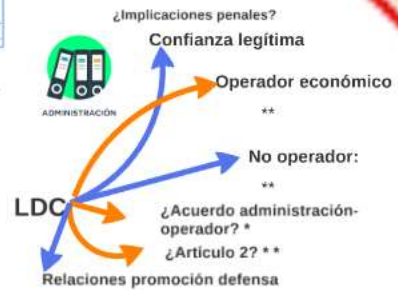 ¿Implicaciones penales?
Confianza legítima
ADMINISTRACIÓN
Operador económico
**
No operador:
**
LDC
¿Acuerdo administración-
operador? *
¿Artículo 2? * *
Relaciones promoción defensa